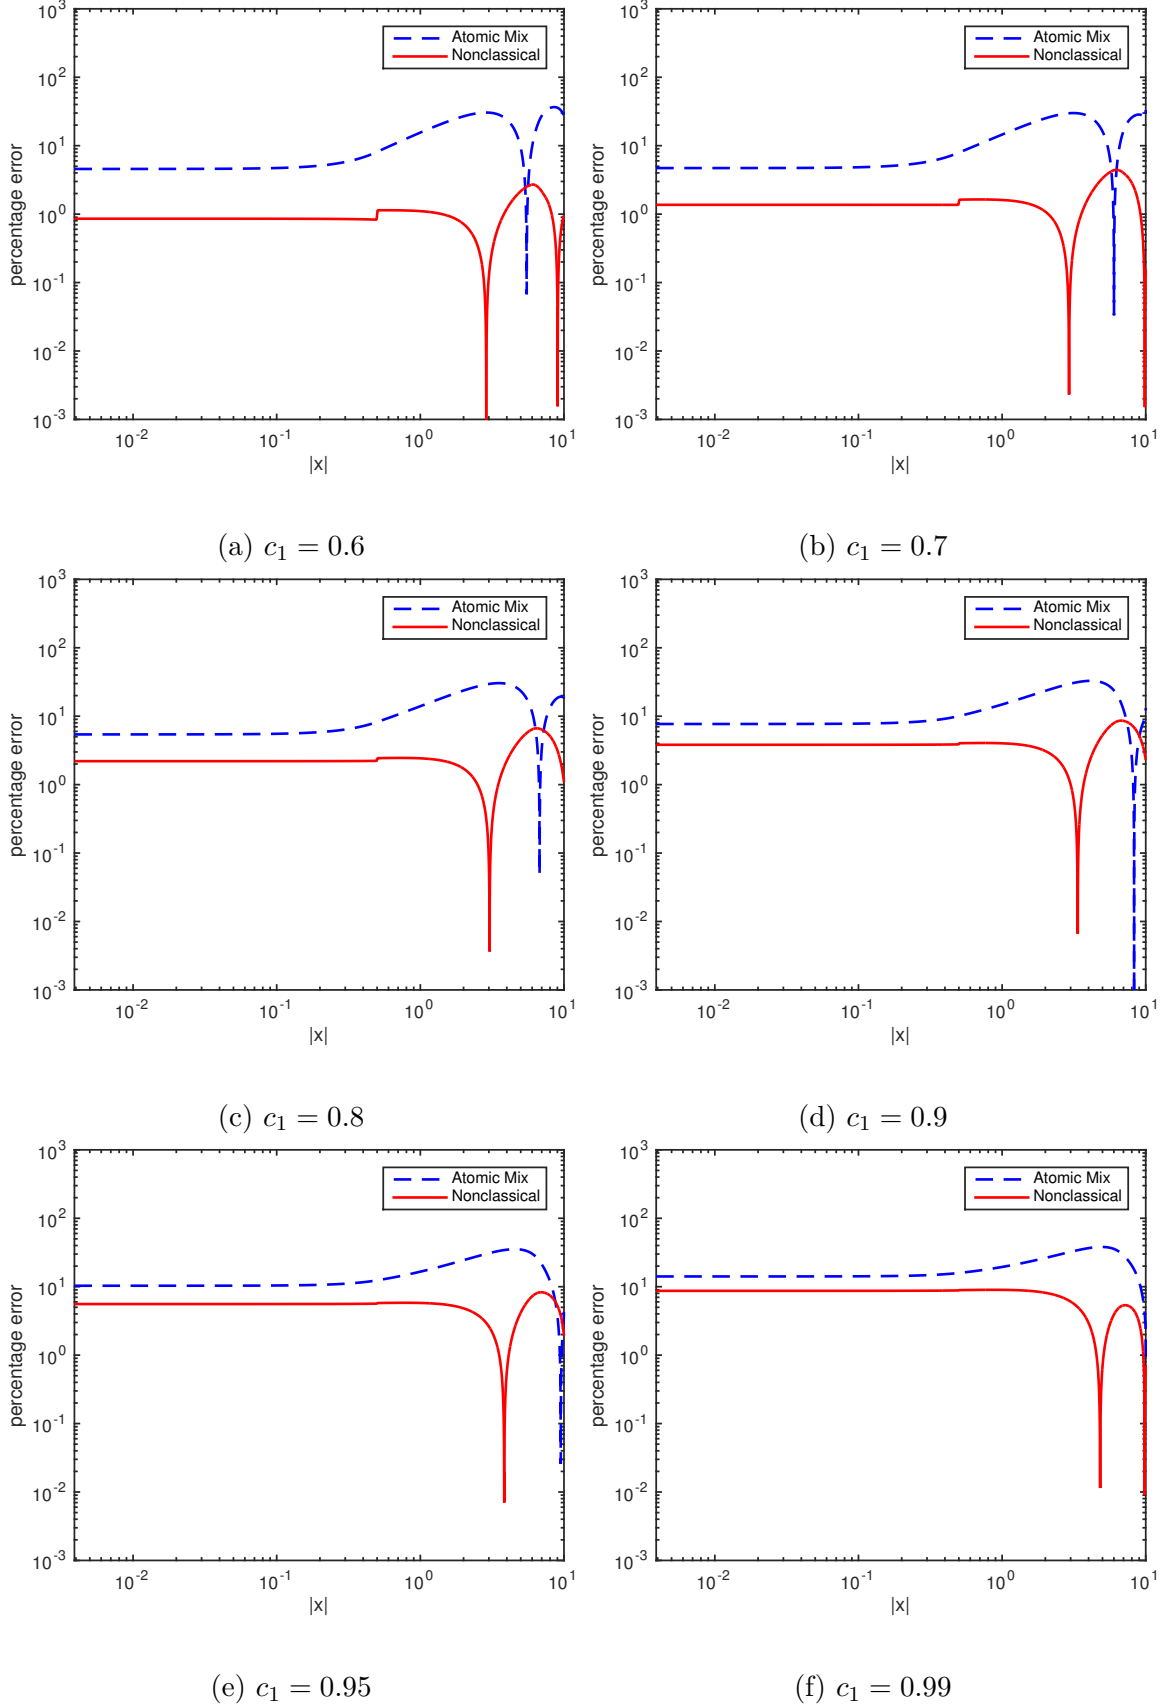 10^3
10^2
10^1
10^0
10^-1
10^-2
10^-3
percentage error
Atomic Mix
Nonclassical
10^-2 10^-1 10^0 10^1
|x|
(a) c_1 = 0.6
10^3
10^2
10^1
10^0
10^-1
10^-2
10^-3
percentage error
Atomic Mix
Nonclassical
10^-2 10^-1 10^0 10^1
|x|
(b) c_1 = 0.7
10^3
10^2
10^1
10^0
10^-1
10^-2
10^-3
percentage error
Atomic Mix
Nonclassical
10^-2 10^-1 10^0 10^1
|x|
(c) c_1 = 0.8
10^3
10^2
10^1
10^0
10^-1
10^-2
10^-3
percentage error
Atomic Mix
Nonclassical
10^-2 10^-1 10^0 10^1
|x|
(d) c_1 = 0.9
10^3
10^2
10^1
10^0
10^-1
10^-2
10^-3
percentage error
Atomic Mix
Nonclassical
10^-2 10^-1 10^0 10^1
|x|
(e) c_1 = 0.95
10^3
10^2
10^1
10^0
10^-1
10^-2
10^-3
percentage error
Atomic Mix
Nonclassical
10^-2 10^-1 10^0 10^1
|x|
(f) c_1 = 0.99